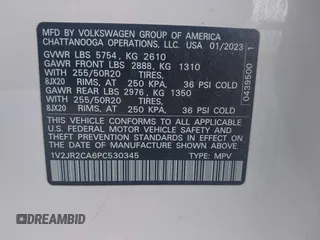 MFD BY VOLKSWAGEN GROUP OF AMERICA
CHATTANOOGA OPERATIONS, LLC. USA 01/2023
GVWR LBS 5754, KG 2610
GAWR FRONT LBS 2888, KG 1310
WITH 255/50R20 TIRES,
8JX20 RIMS, AT 250 KPA, 36 PSI COLD
GAWR REAR LBS 2976, KG 1350
WITH 255/50R20 TIRES,
8JX20 RIMS, AT 250 KPA, 36 PSI COLD
THIS VEHICLE CONFORMS TO ALL APPLICABLE
U.S. FEDERAL MOTOR VEHICLE SAFETY AND
THEFT PREVENTION STANDARDS IN EFFECT ON
THE DATE OF MANUFACTURE SHOWN ABOVE.
1V2JR2CA6PC530345 TYPE: MPV
0439500 1
DREAMBID